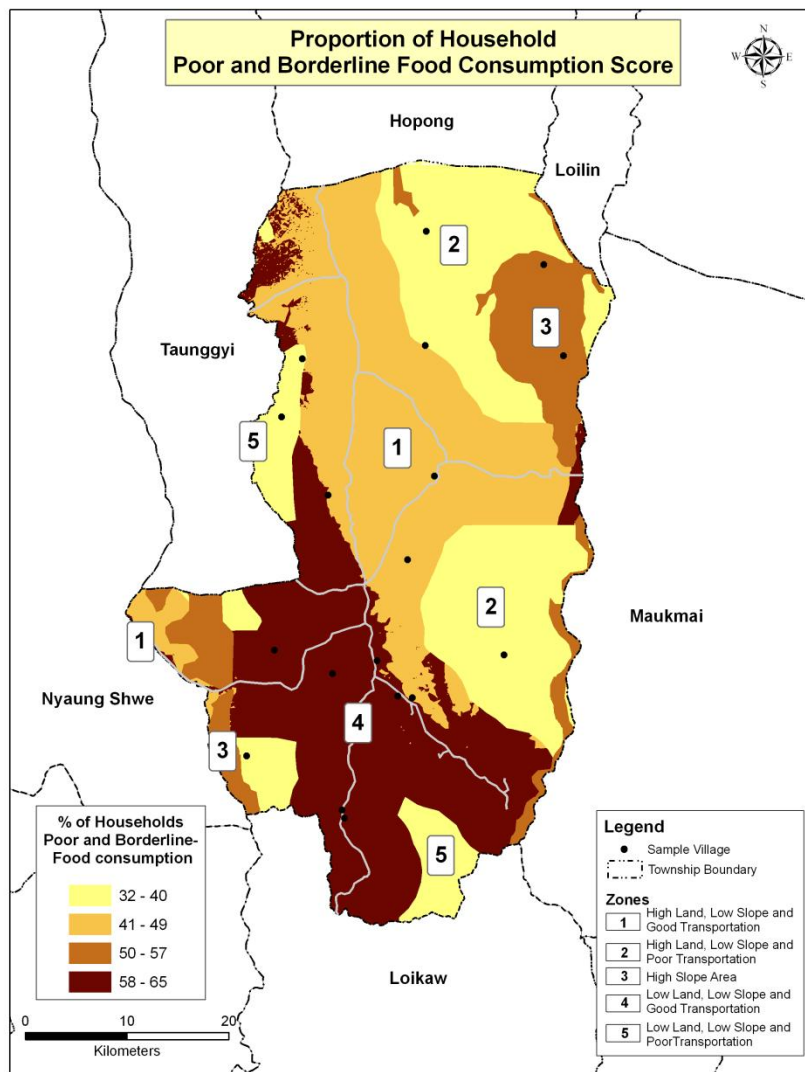 Proportion of Household
Poor and Borderline Food Consumption Score
N
W E
S
Hopong
Loilin
2
3
Taunggyi
5
1
2
Maukmai
1
Nyaung Shwe
4
3
5
Loikaw
% of Households
Poor and Borderline-
Food consumption
32 - 40
41 - 49
50 - 57
58 - 65
0 10 20
Kilometers
Legend
Sample Village
Township Boundary
Zones
1 High Land, Low Slope and
Good Transportation
2 High Land, Low Slope and
Poor Transportation
3 High Slope Area
4 Low Land, Low Slope and
Good Transportation
5 Low Land, Low Slope and
PoorTransportation